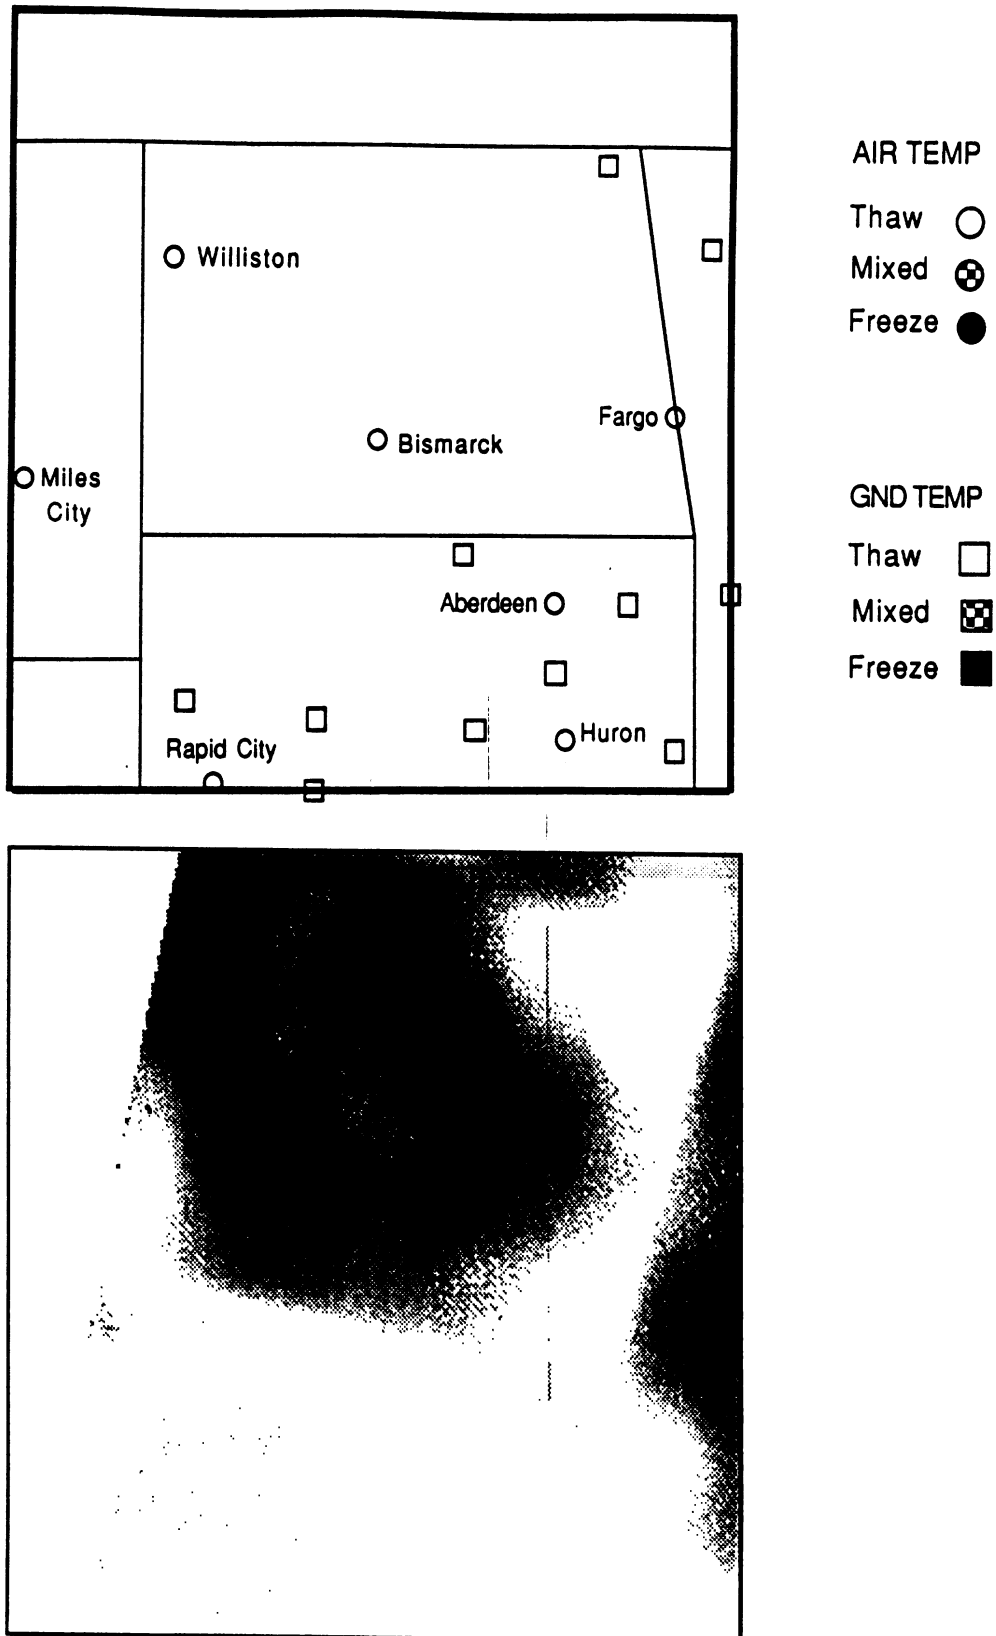 AIR TEMP
Thaw
Mixed
Freeze
Williston
Fargo
Bismarck
Miles
City
GND TEMP
Thaw
Mixed
Freeze
Aberdeen
Huron
Rapid City